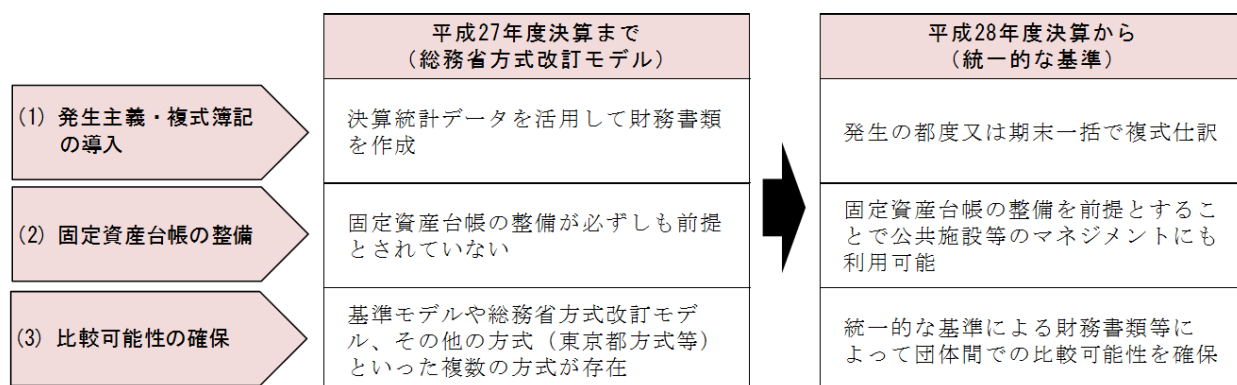 平成27年度決算まで
（総務省方式改訂モデル）
平成28年度決算から
（統一的な基準）
(1) 発生主義・複式簿記
の導入
決算統計データを活用して財務書類
を作成
発生の都度又は期末一括で複式仕訳
(2) 固定資産台帳の整備
固定資産台帳の整備が必ずしも前提
とされていない
固定資産台帳の整備を前提とするこ
とで公共施設等のマネジメントにも
利用可能
(3) 比較可能性の確保
基準モデルや総務省方式改訂モデ
ル、その他の方式（東京都方式等）
といった複数の方式が存在
統一的な基準による財務書類等に
よって団体間での比較可能性を確保